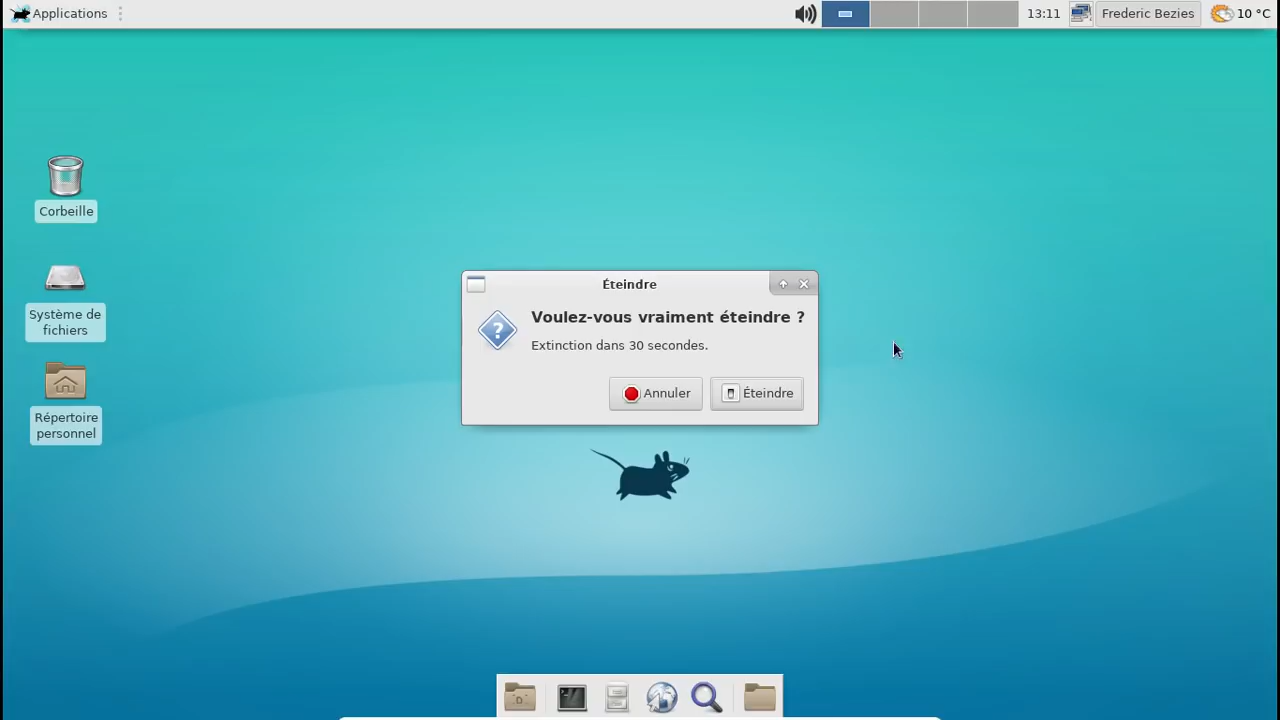 Applications
13:11
Frederic Bezies
10 °C
Corbeille
Système de
fichiers
Répertoire
personnel
Éteindre
Voulez-vous vraiment éteindre ?
Extinction dans 30 secondes.
Annuler
Éteindre